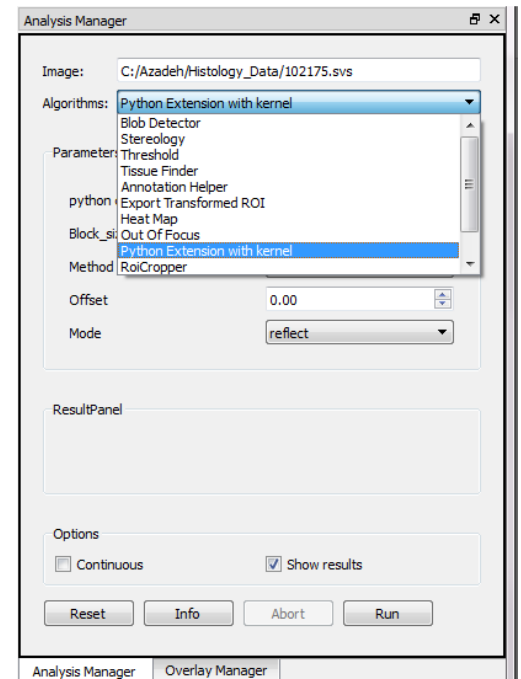 Analysis Manager
Image: C:/Azadeh/Histology_Data/102175.svs
Algorithms: Python Extension with kernel
Blob Detector
Stereology
Threshold
Tissue Finder
Annotation Helper
Export Transformed ROI
Heat Map
Out Of Focus
Python Extension with kernel
RoiCropper
Parameter
python
Block_si
Method
Offset 0.00
Mode reflect
ResultPanel
Options
Continuous Show results
Reset Info Abort Run
Analysis Manager Overlay Manager